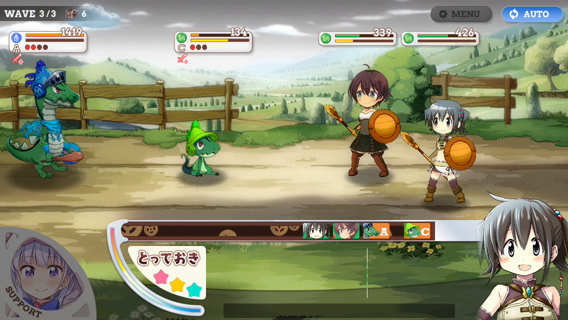 WAVE 3/3 6
MENU
AUTO
1419
134
339
426
A
C
A
C
とっておき
SUPPORT